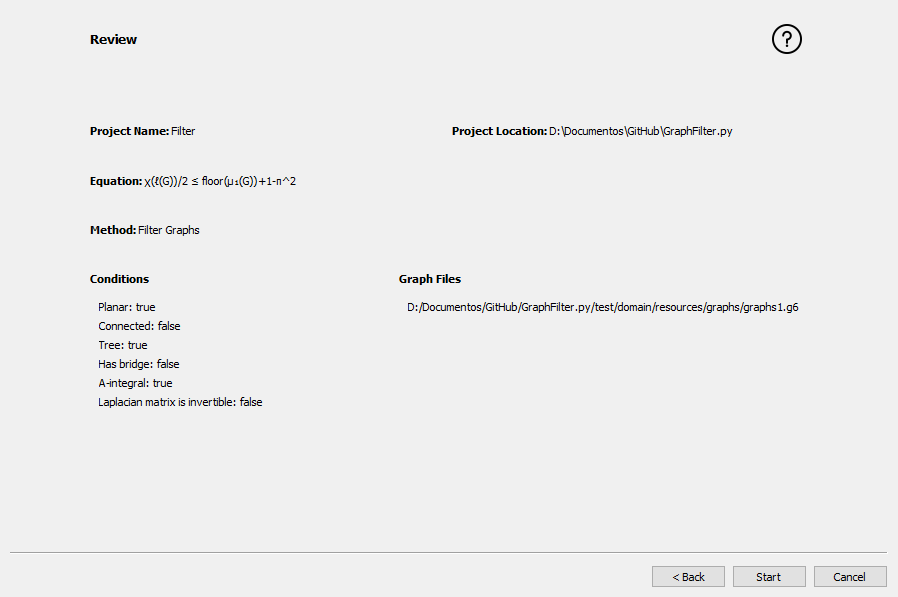 Review
?
Project Name: Filter
Project Location: D:\Documentos\GitHub\GraphFilter.py
Equation: χ(ℓ(G))/2 ≤ floor(μ₁(G))+1-π^2
Method: Filter Graphs
Conditions
Planar: true
Connected: false
Tree: true
Has bridge: false
A-integral: true
Laplacian matrix is invertible: false
Graph Files
D:/Documentos/GitHub/GraphFilter.py/test/domain/resources/graphs/graphs1.g6
< Back
Start
Cancel